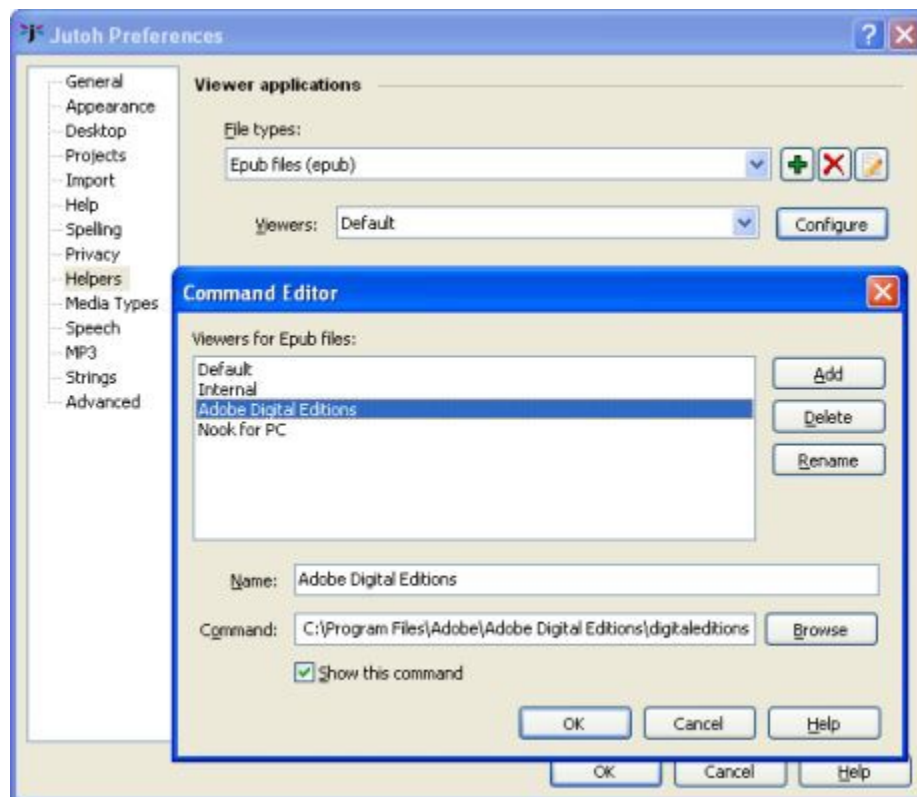 Jutoh Preferences
General
Appearance
Desktop
Projects
Import
Help
Spelling
Privacy
Helpers
Media Types
Speech
MP3
Strings
Advanced
Viewer applications
File types:
Epub files (epub)
Viewers: Default Configure
Command Editor
Viewers for Epub files:
Default
Internal
Adobe Digital Editions
Nook for PC
Add
Delete
Rename
Name: Adobe Digital Editions
Command: C:\Program Files\Adobe\Adobe Digital Editions\digitaleditions Browse
Show this command
OK Cancel Help
OK Cancel Help